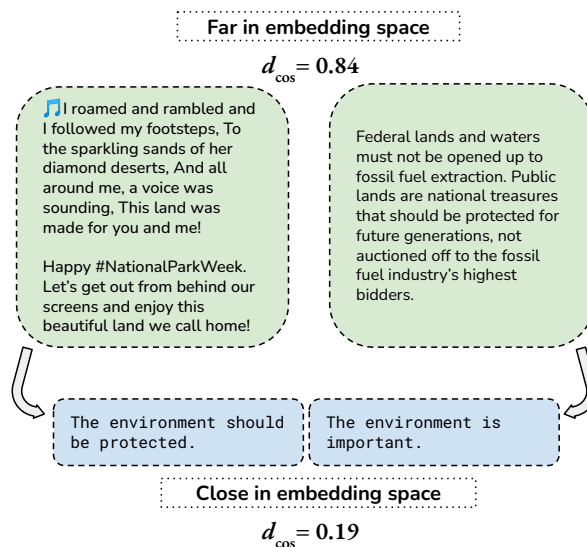 Far in embedding space
d_cos = 0.84
🎵I roamed and rambled and
I followed my footsteps, To
the sparkling sands of her
diamond deserts, And all
around me, a voice was
sounding, This land was
made for you and me!
Happy #NationalParkWeek.
Let's get out from behind our
screens and enjoy this
beautiful land we call home!
Federal lands and waters
must not be opened up to
fossil fuel extraction. Public
lands are national treasures
that should be protected for
future generations, not
auctioned off to the fossil
fuel industry's highest
bidders.
The environment should
be protected.
The environment is
important.
Close in embedding space
d_cos = 0.19